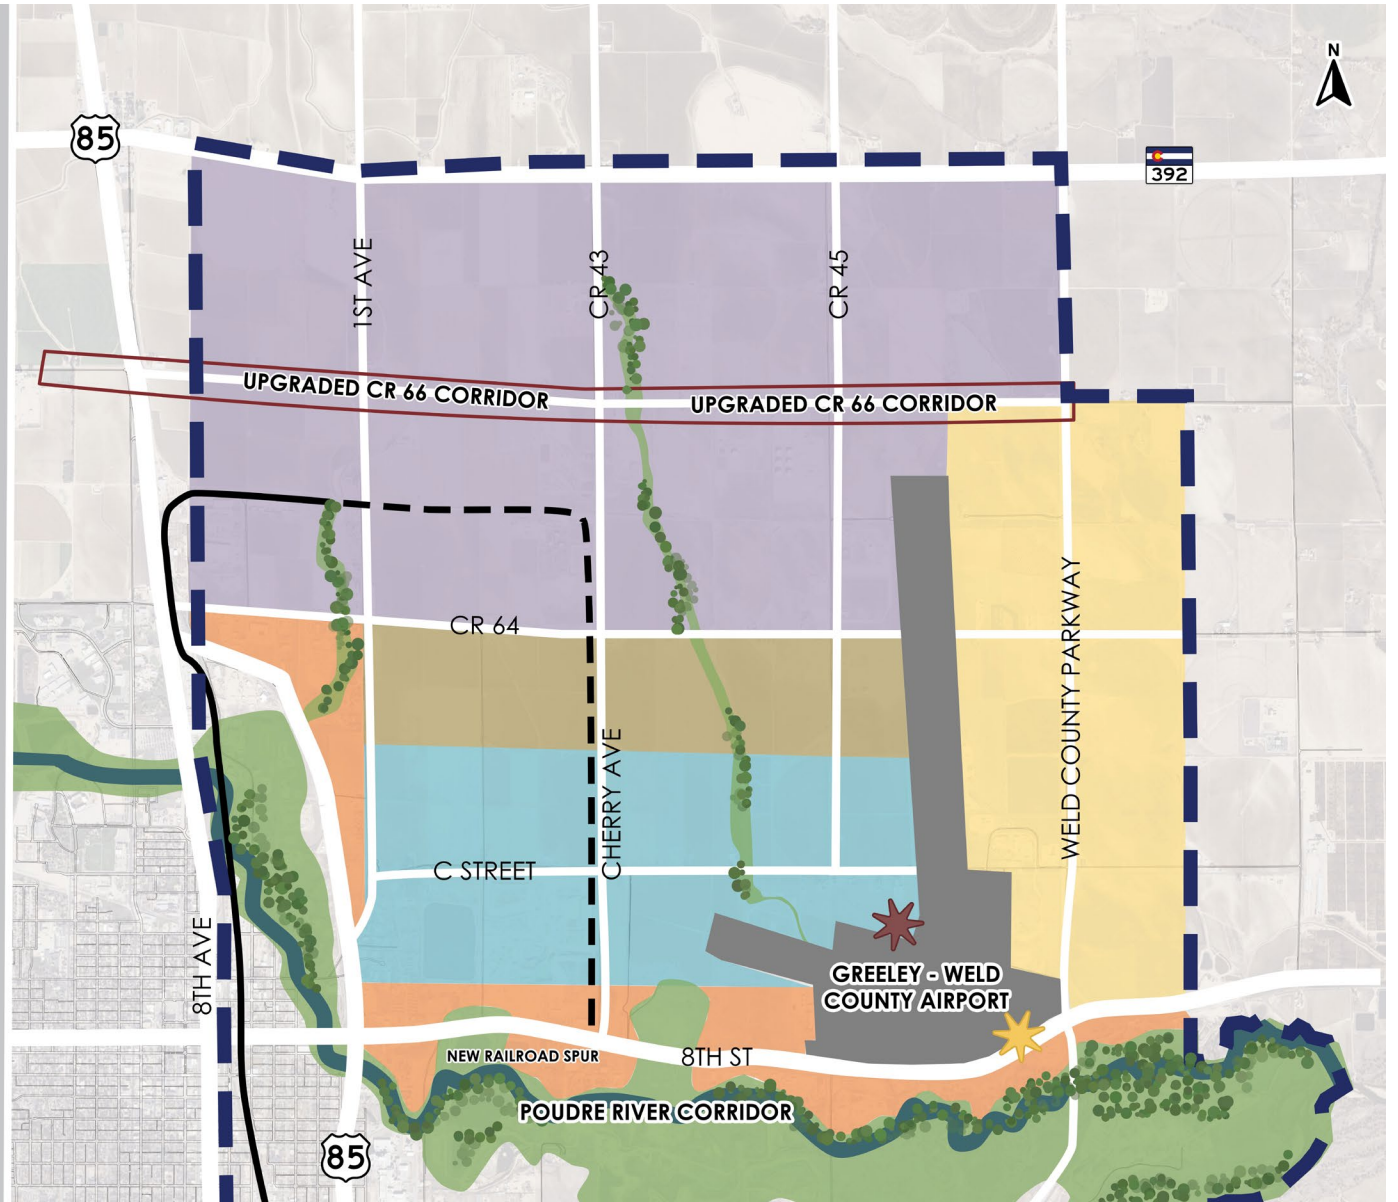 N
85
392
1ST AVE
CR 43
CR 45
UPGRADED CR 66 CORRIDOR
UPGRADED CR 66 CORRIDOR
CR 64
WELD COUNTY PARKWAY
CHERRY AVE
C STREET
8TH AVE
GREELEY - WELD
COUNTY AIRPORT
NEW RAILROAD SPUR
8TH ST
POUDRE RIVER CORRIDOR
85